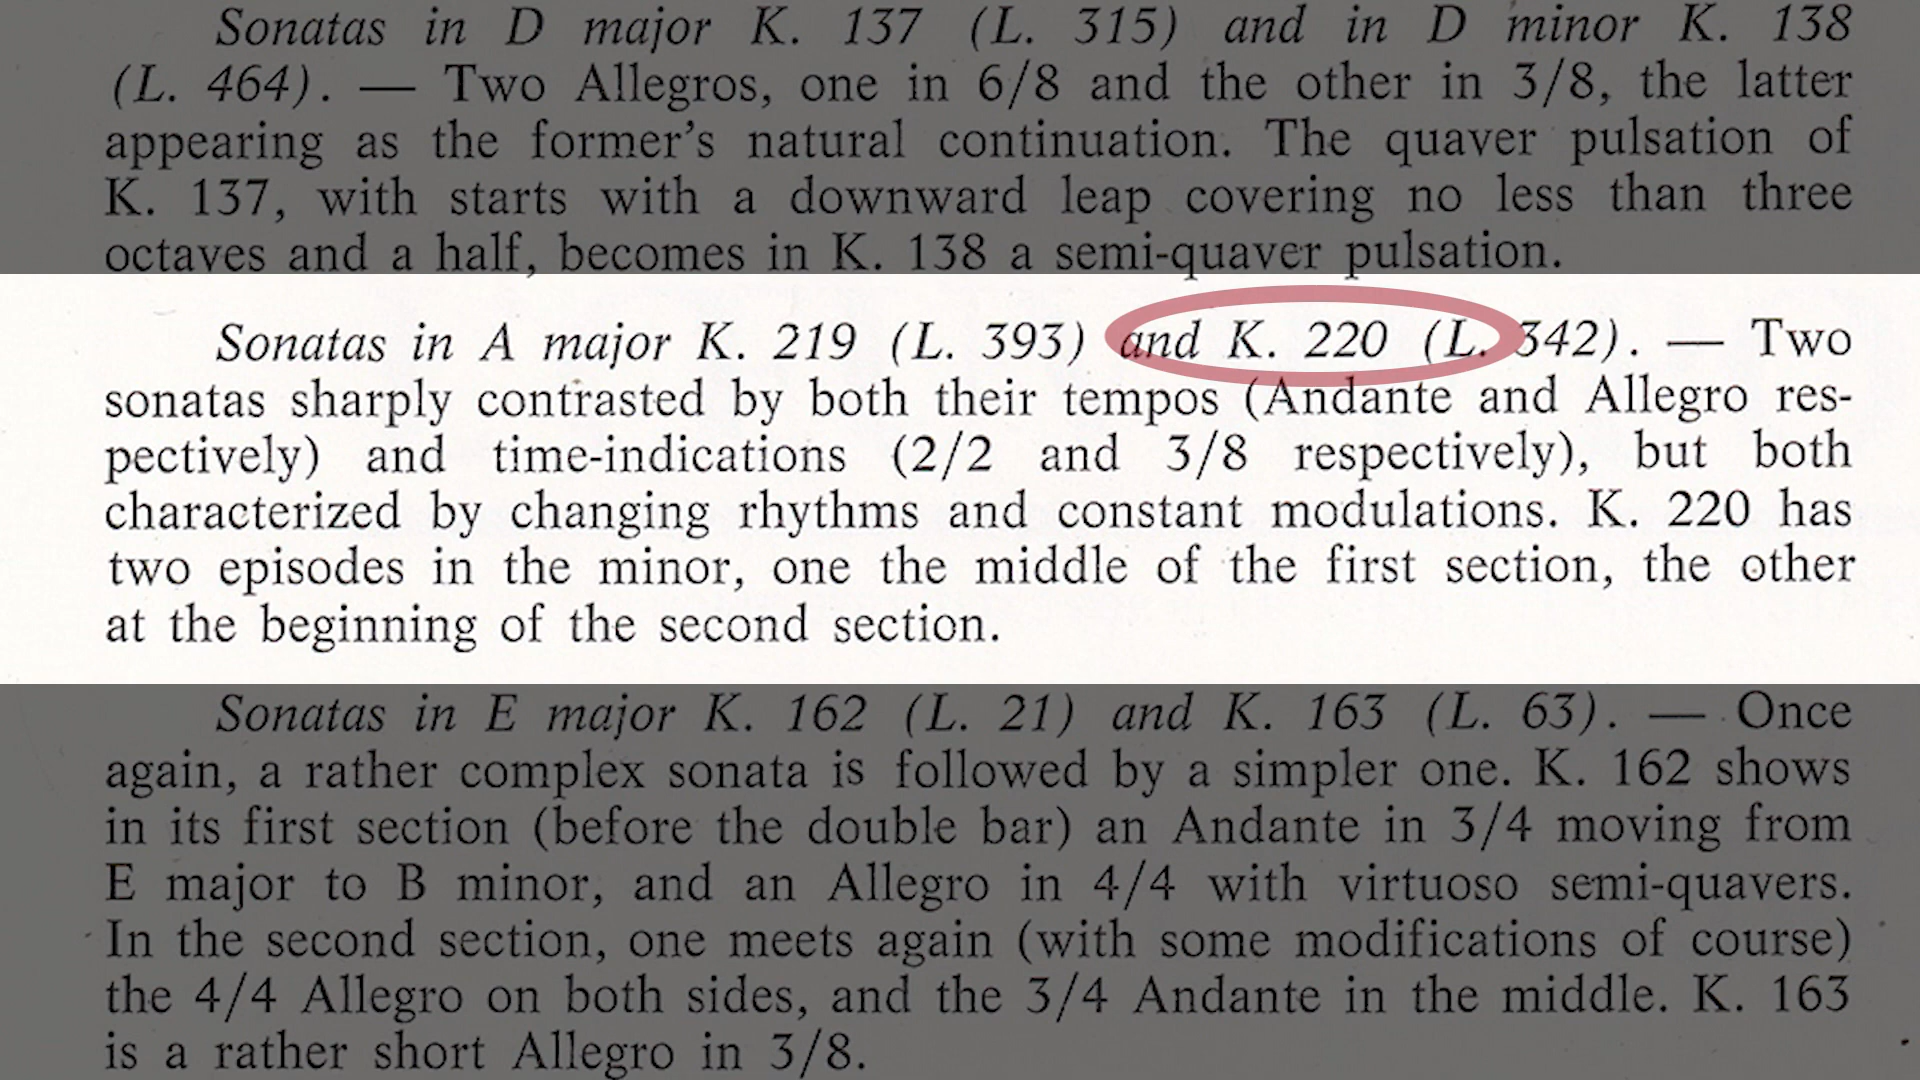 Sonatas in D major K. 137 (L. 315) and in D minor K. 138
(L. 464). — Two Allegros, one in 6/8 and the other in 3/8, the latter
appearing as the former's natural continuation. The quaver pulsation of
K. 137, with starts with a downward leap covering no less than three
octaves and a half, becomes in K. 138 a semi-quaver pulsation.
Sonatas in A major K. 219 (L. 393) and K. 220 (L. 342). — Two
sonatas sharply contrasted by both their tempos (Andante and Allegro res-
pectively) and time-indications (2/2 and 3/8 respectively), but both
characterized by changing rhythms and constant modulations. K. 220 has
two episodes in the minor, one the middle of the first section, the other
at the beginning of the second section.
Sonatas in E major K. 162 (L. 21) and K. 163 (L. 63). — Once
again, a rather complex sonata is followed by a simpler one. K. 162 shows
in its first section (before the double bar) an Andante in 3/4 moving from
E major to B minor, and an Allegro in 4/4 with virtuoso semi-quavers.
In the second section, one meets again (with some modifications of course)
the 4/4 Allegro on both sides, and the 3/4 Andante in the middle. K. 163
is a rather short Allegro in 3/8.